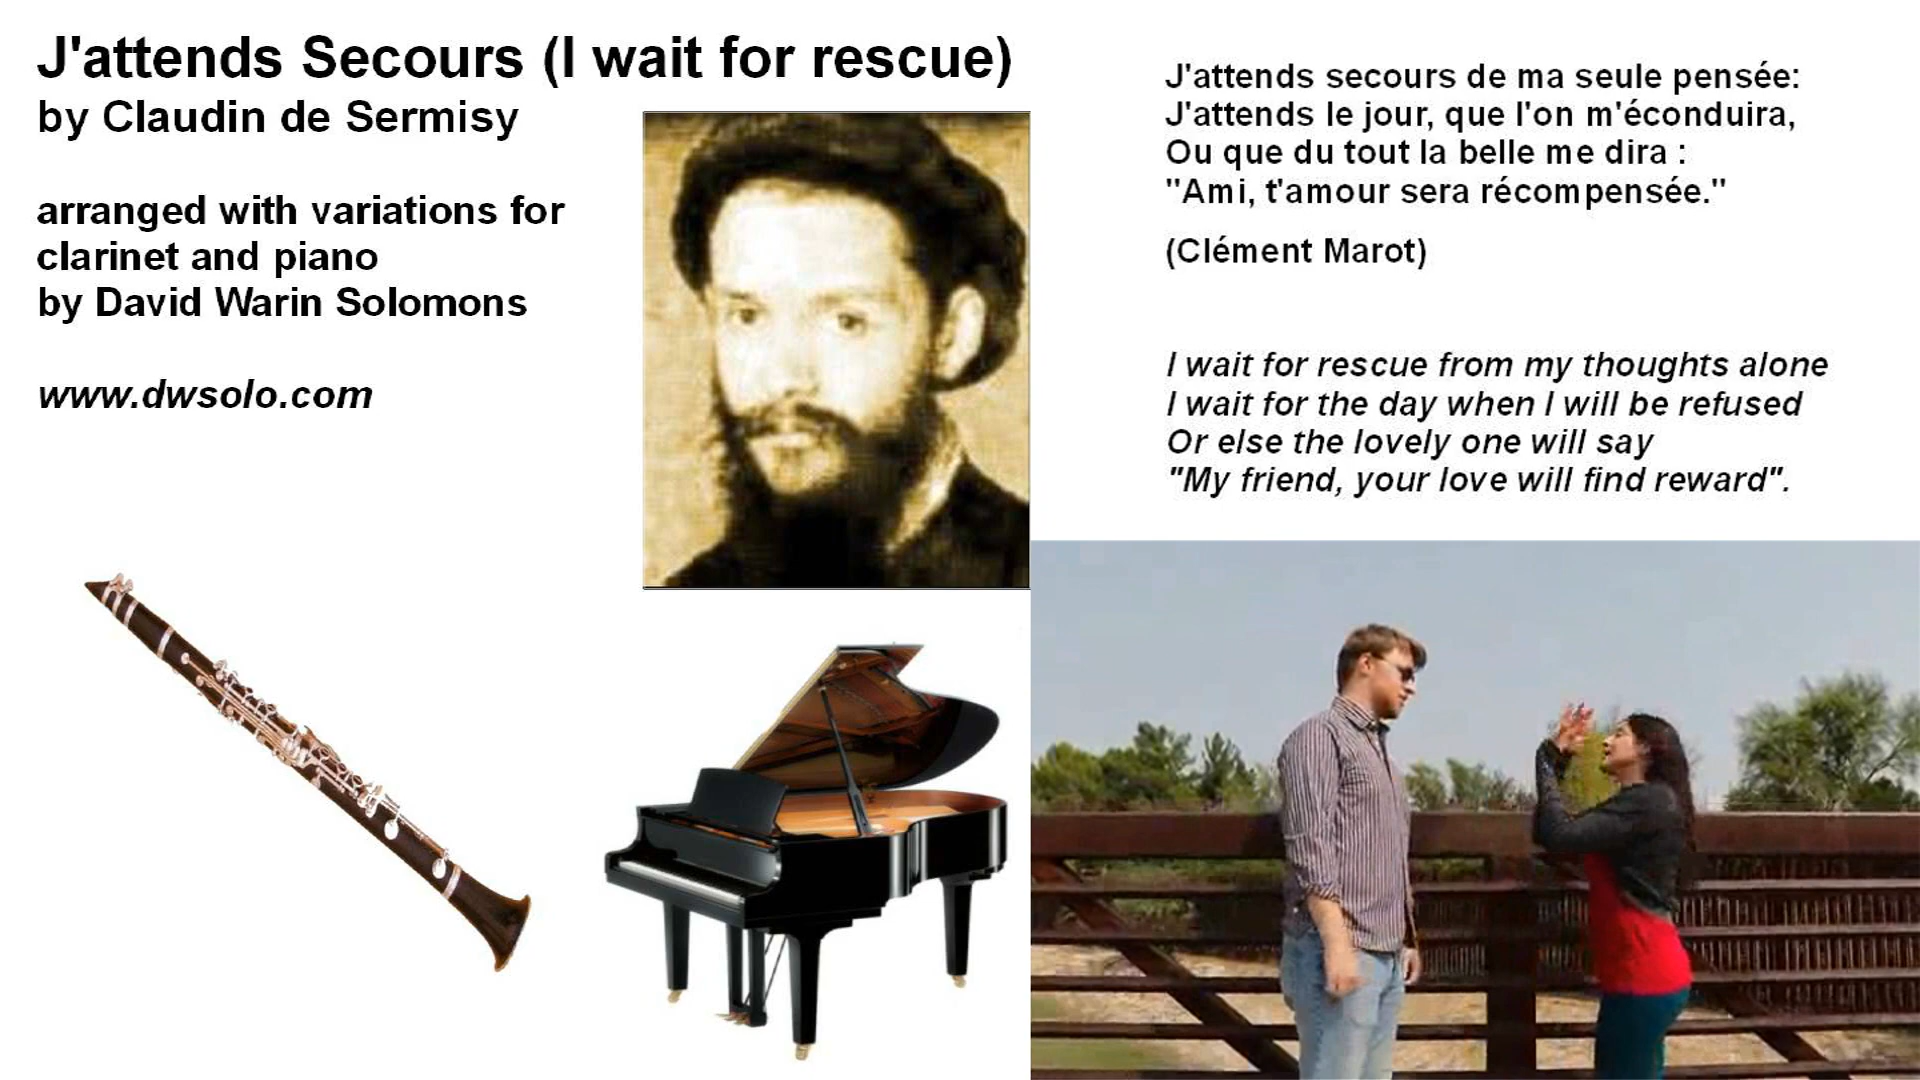 J'attends Secours (I wait for rescue)
by Claudin de Sermisy
arranged with variations for
clarinet and piano
by David Warin Solomons
www.dwsolo.com
J'attends secours de ma seule pensée:
J'attends le jour, que l'on m'éconduira,
Ou que du tout la belle me dira :
"Ami, t'amour sera récompensée."
(Clément Marot)
I wait for rescue from my thoughts alone
I wait for the day when I will be refused
Or else the lovely one will say
"My friend, your love will find reward".